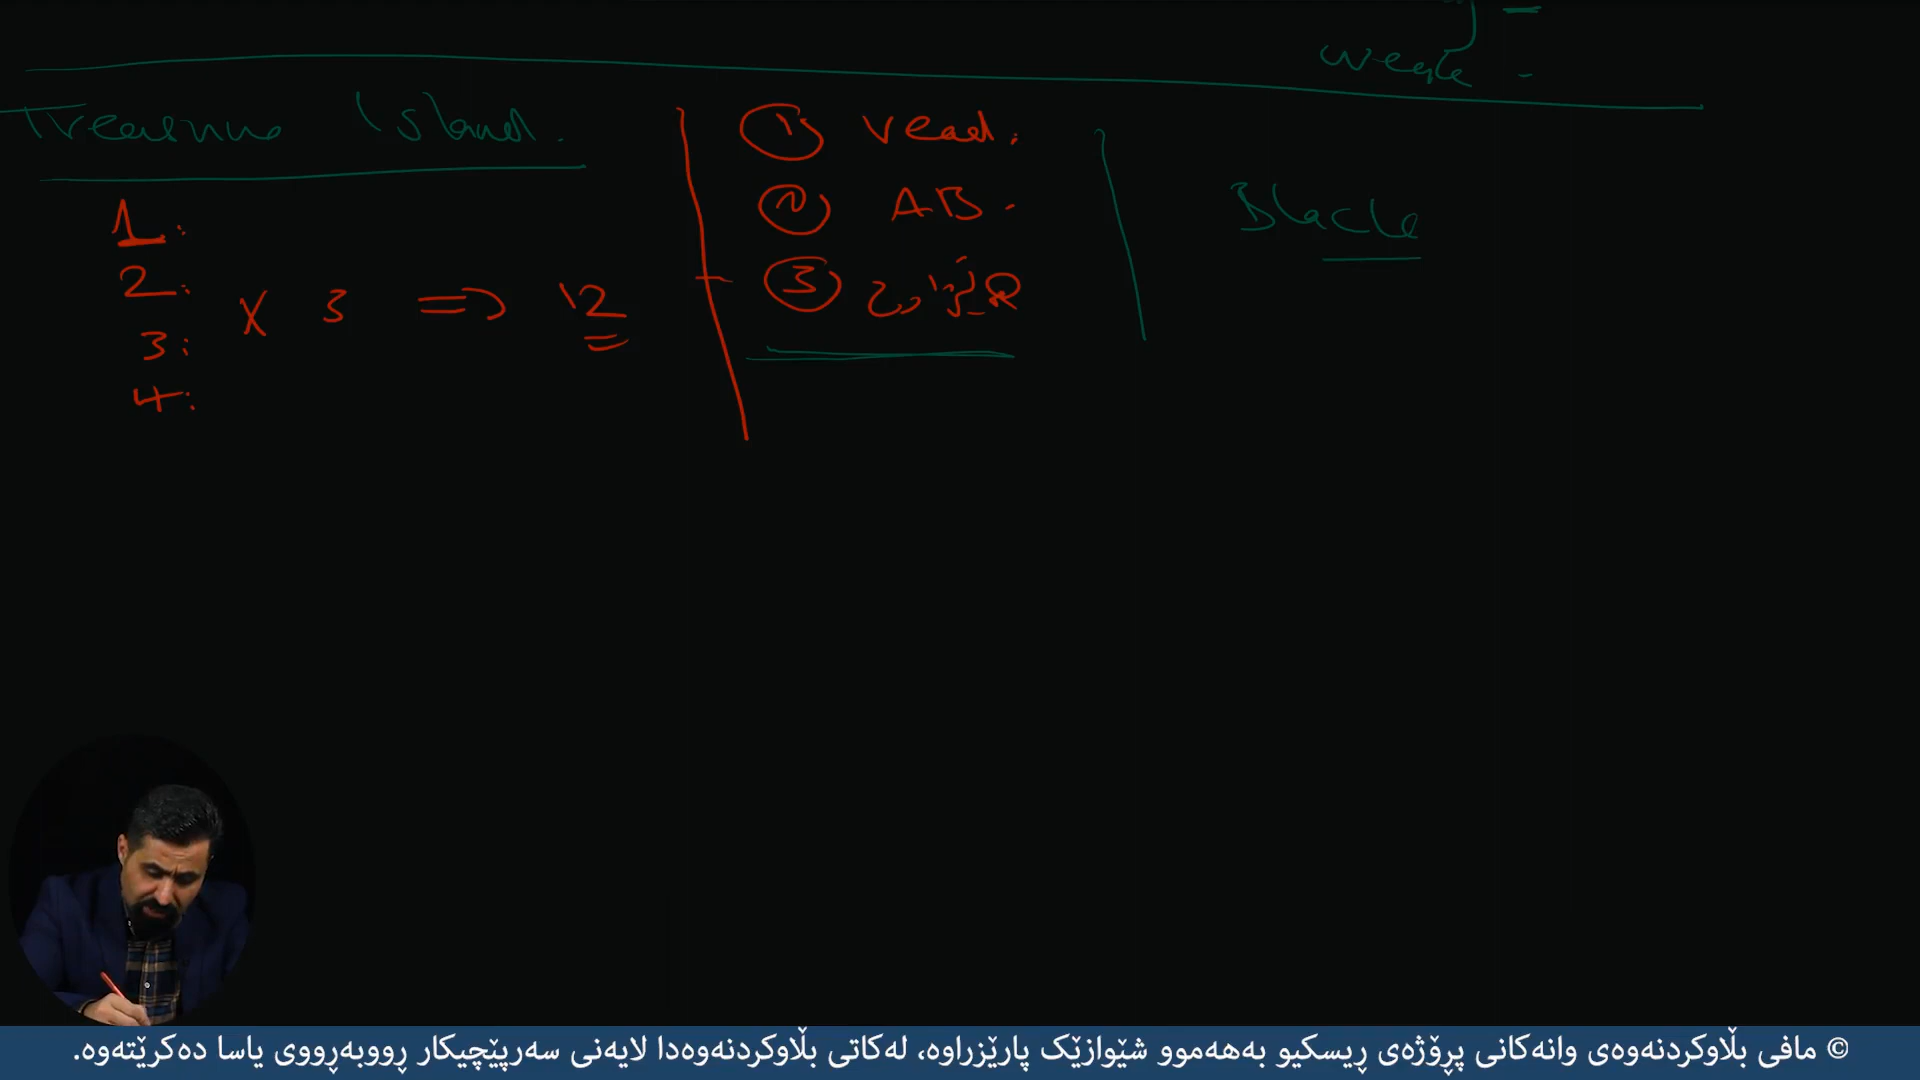 week -
Treasure Island.
1:
2:
3:
4:
X 3 => 12
① read.
② AB.
③
Black
© مافی بڵاوکردنەوەی وانەکانی پڕۆژەی ڕیسکیو بەهەموو شێوازێک پارێزراوە، لەکاتی بڵاوکردنەوەدا لایەنی سەرپێچیکار ڕووبەڕووی یاسا دەکرێتەوە.